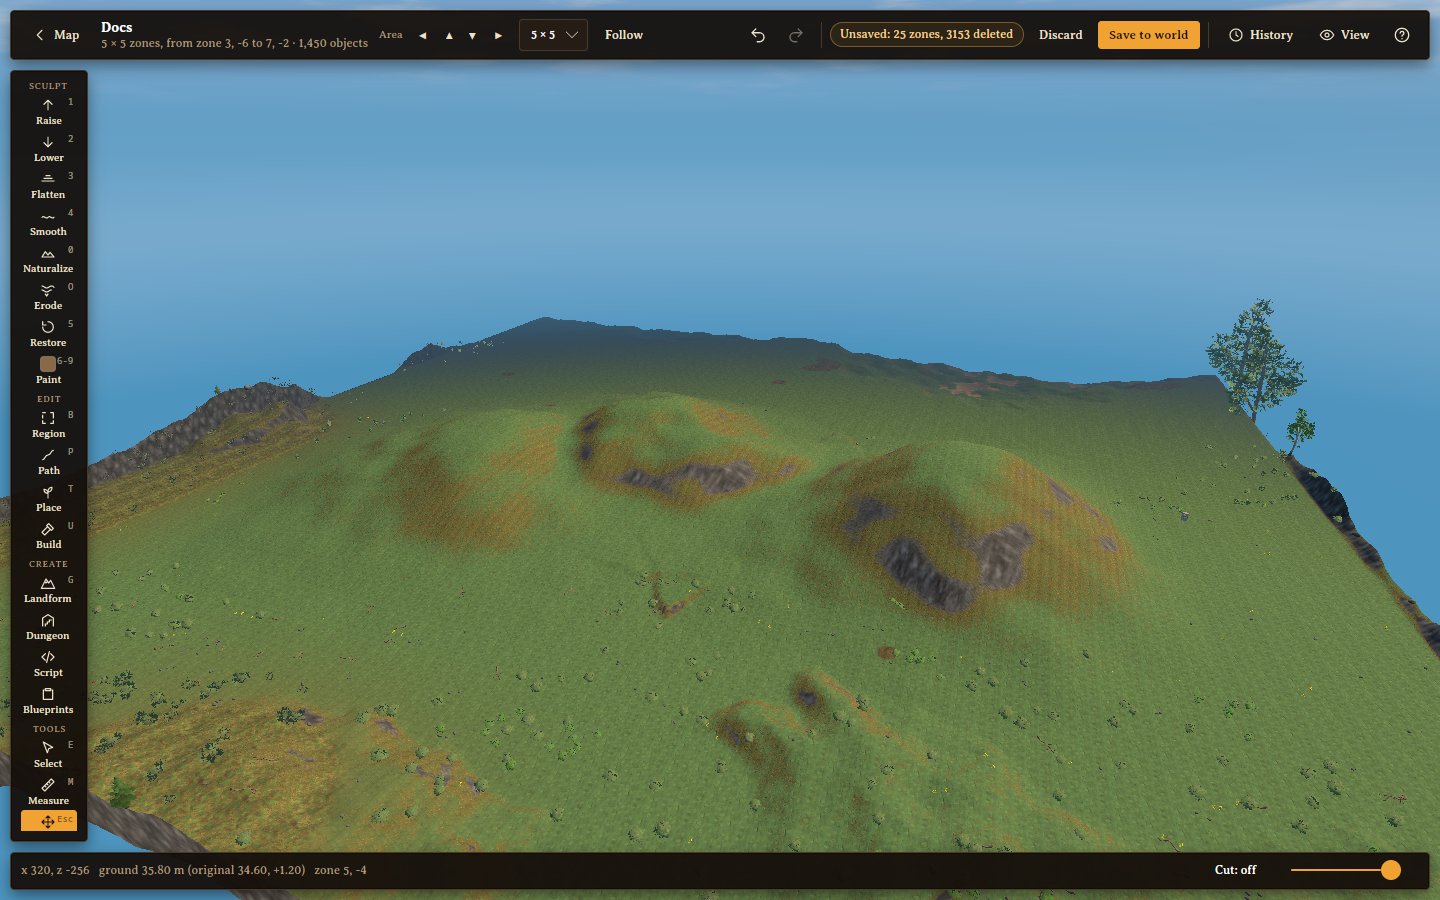 Map
Docs
5 × 5 zones, from zone 3, -6 to 7, -2 · 1,450 objects
Area
5 × 5
Follow
Unsaved: 25 zones, 3153 deleted
Discard
Save to world
History
View
SCULPT
1
Raise
2
Lower
3
Flatten
4
Smooth
0
Naturalize
O
Erode
5
Restore
6-9
Paint
EDIT
B
Region
P
Path
T
Place
U
Build
CREATE
G
Landform
Dungeon
Script
Blueprints
TOOLS
E
Select
M
Measure
Esc
x 320, z -256 ground 35.80 m (original 34.60, +1.20) zone 5, -4
Cut: off